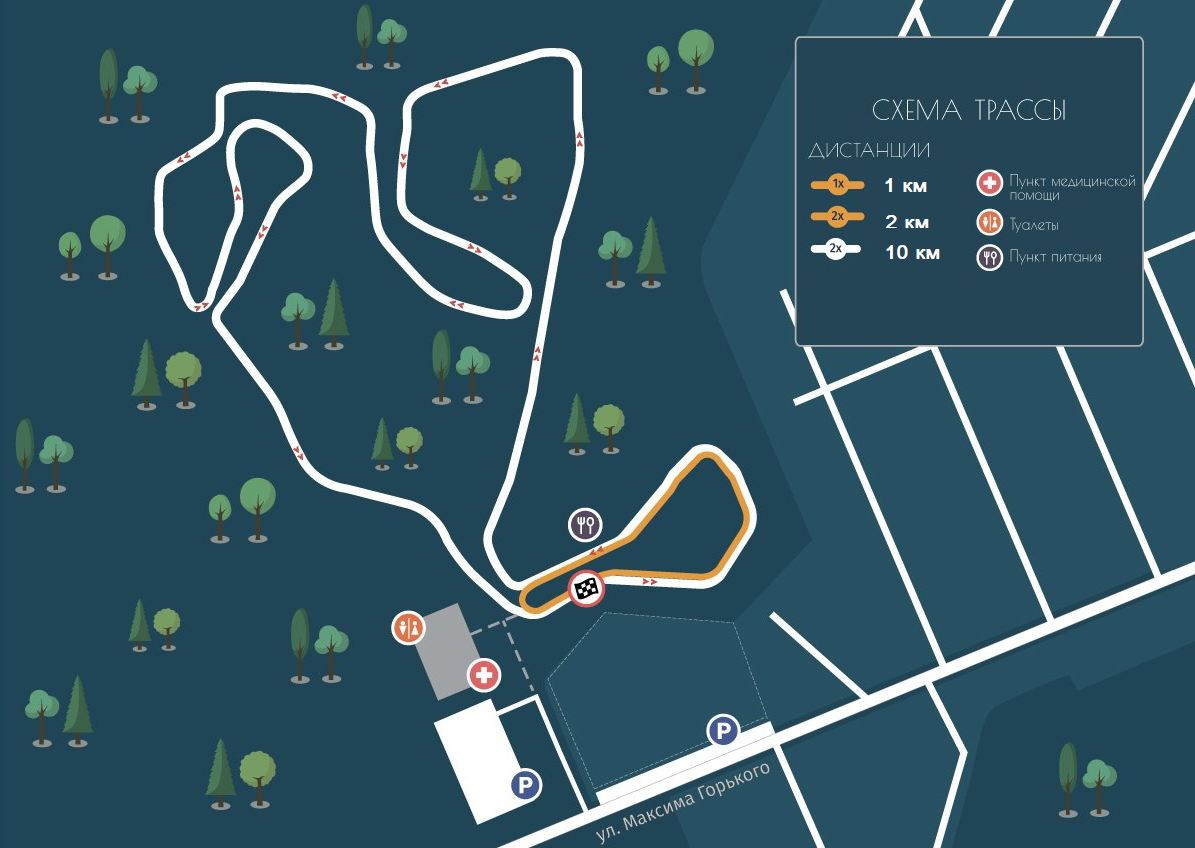 СХЕМА ТРАССЫ
ДИСТАНЦИИ
1x 1 км
2x 2 км
2x 10 км
Пункт медицинской
помощи
Туалеты
Пункт питания
P
P
ул. Максима Горького